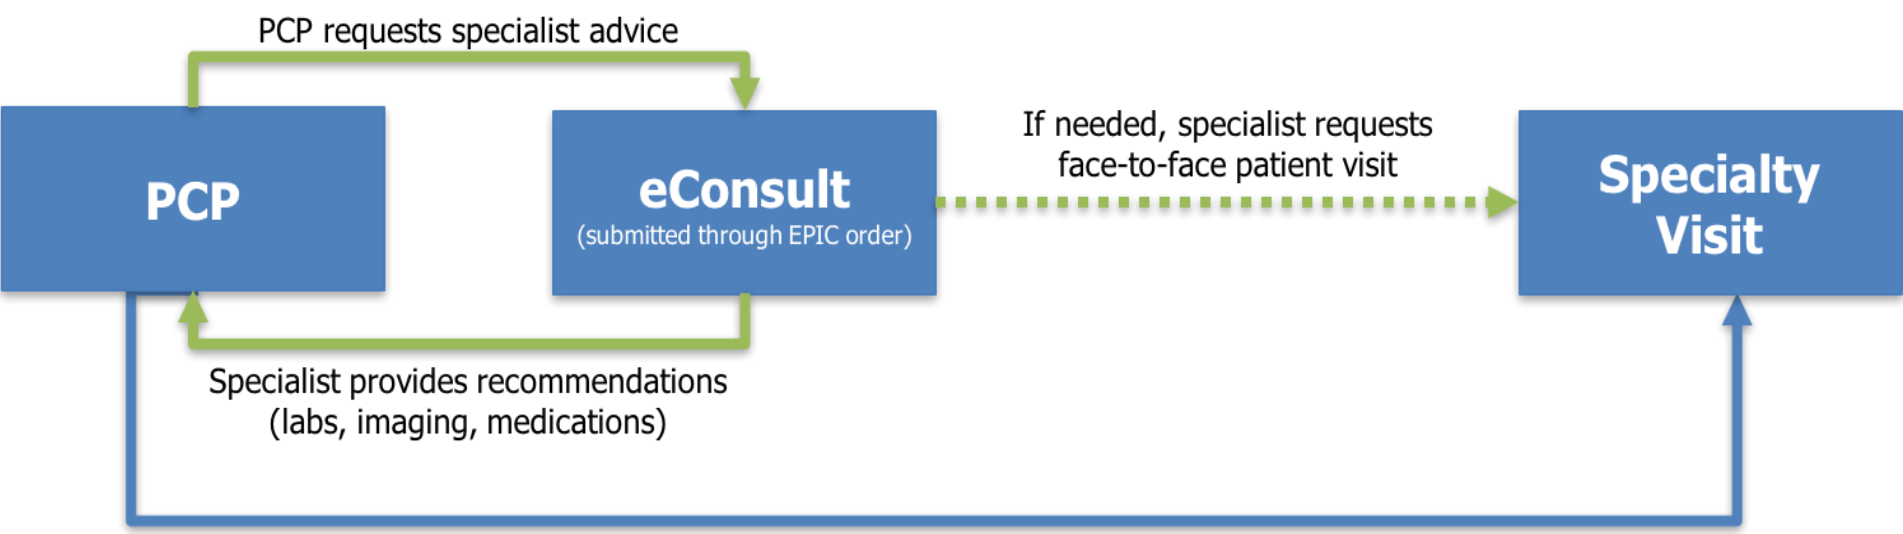 PCP requests specialist advice
PCP
eConsult
(submitted through EPIC order)
If needed, specialist requests
face-to-face patient visit
Specialty
Visit
Specialist provides recommendations
(labs, imaging, medications)